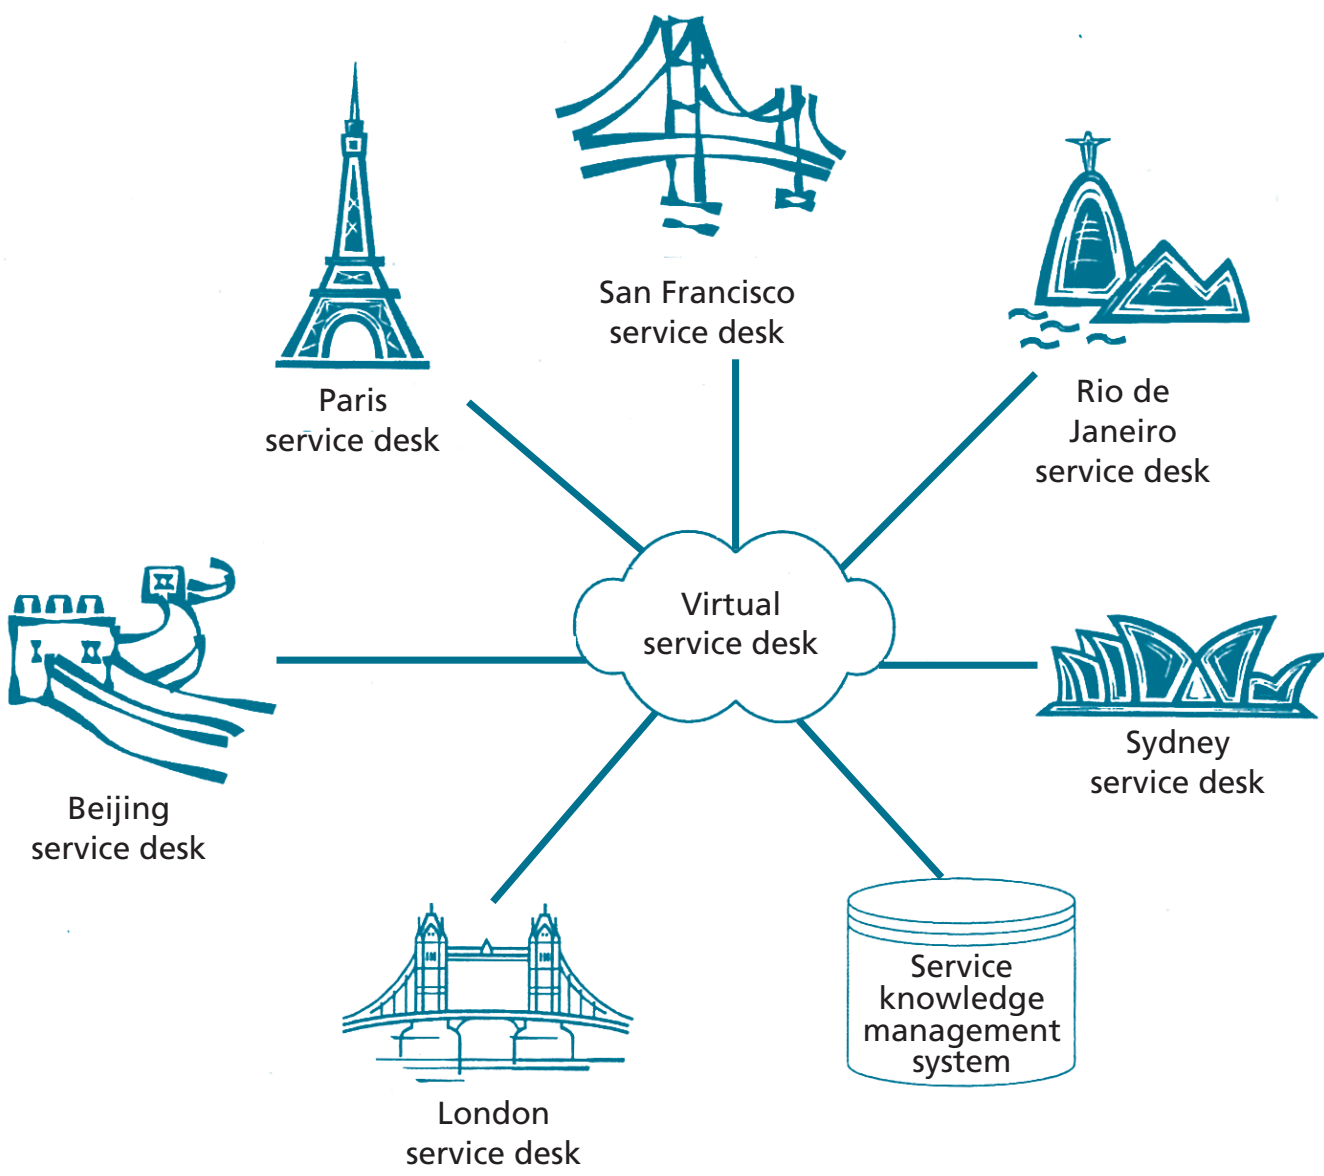 San Francisco
service desk
Paris
service desk
Rio de
Janeiro
service desk
Virtual
service desk
Sydney
service desk
Beijing
service desk
Service
knowledge
management
system
London
service desk